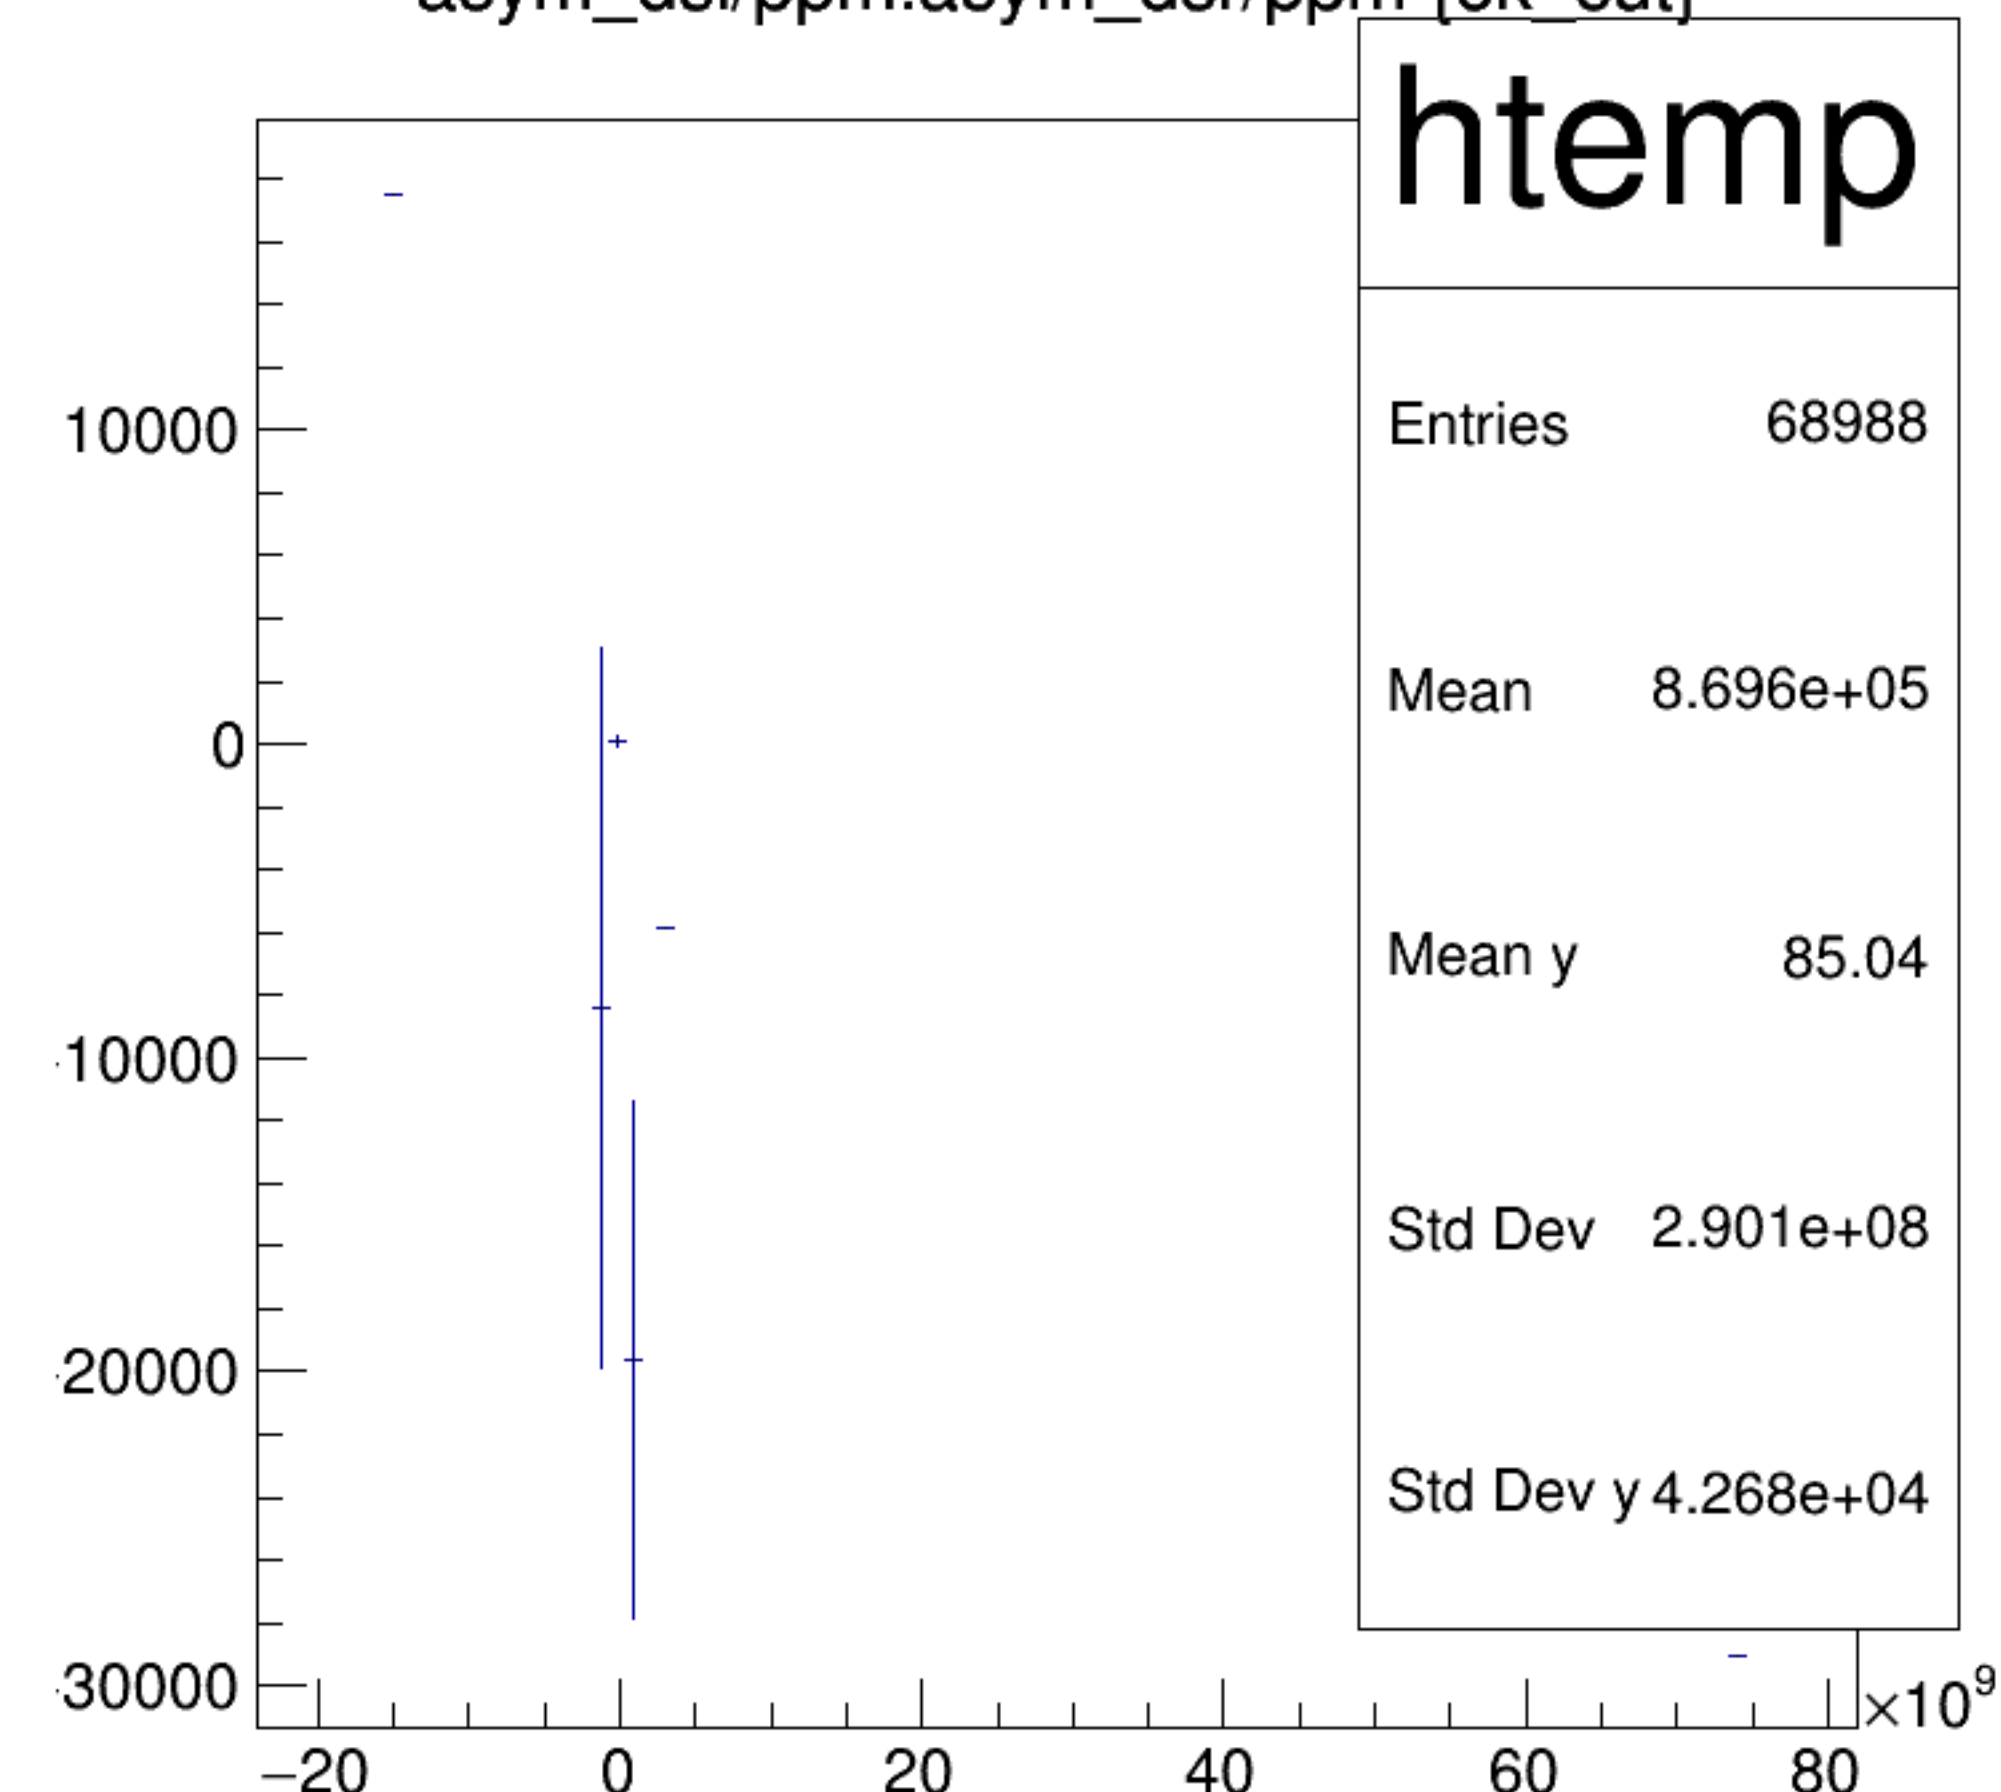 htemp
Entries 68988
Mean 8.696e+05
Mean y 85.04
Std Dev 2.901e+08
Std Dev y 4.268e+04
10000
0
10000
20000
30000
×10⁹
−20 0 20 40 60 80